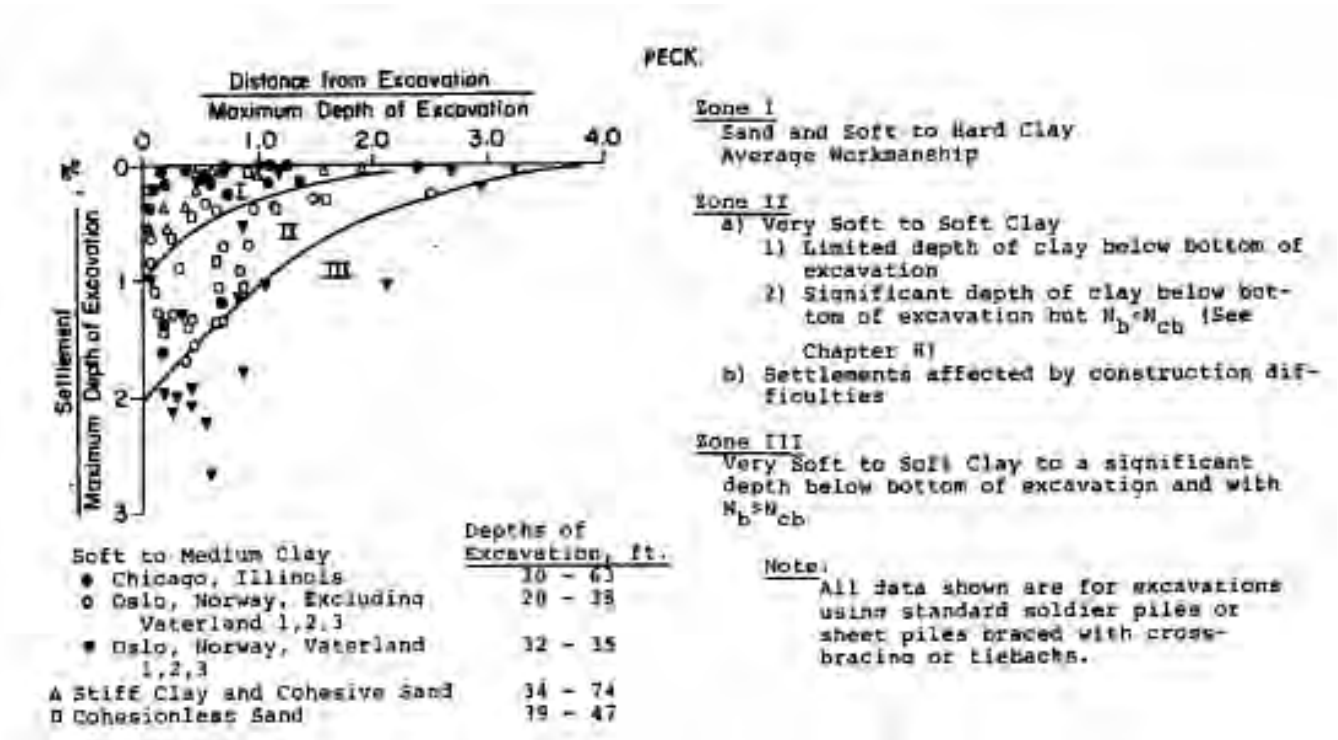 PECK.
Distance from Excavation
Maximum Depth of Excavation
0 1.0 2.0 3.0 4.0
0
1
2
3
Settlement
Maximum Depth of Excavation
, %
I
II
III
Soft to Medium Clay
Depths of
Excavation, ft.
● Chicago, Illinois
○ Oslo, Norway, Excluding 20 -
Vaterland 1,2,3
▼ Oslo, Norway, Vaterland 32 - 35
1,2,3
Δ Stiff Clay and Cohesive Sand 34 - 74
□ Cohesionless Sand 39 - 47
Zone I
Sand and Soft to Hard Clay
Average Workmanship
Zone II
a) Very Soft to Soft Clay
1) Limited depth of clay below bottom of
excavation
2) Significant depth of clay below bot-
tom of excavation but Nb<Ncb (See
Chapter
b) Settlements affected by construction dif-
ficulties
Zone III
Very Soft to Soft Clay to a significant
depth below bottom of excavation and with
Nb>Ncb
Note:
All data shown are for excavations
using standard soldier piles or
sheet piles braced with cross-
bracing or tiebacks.